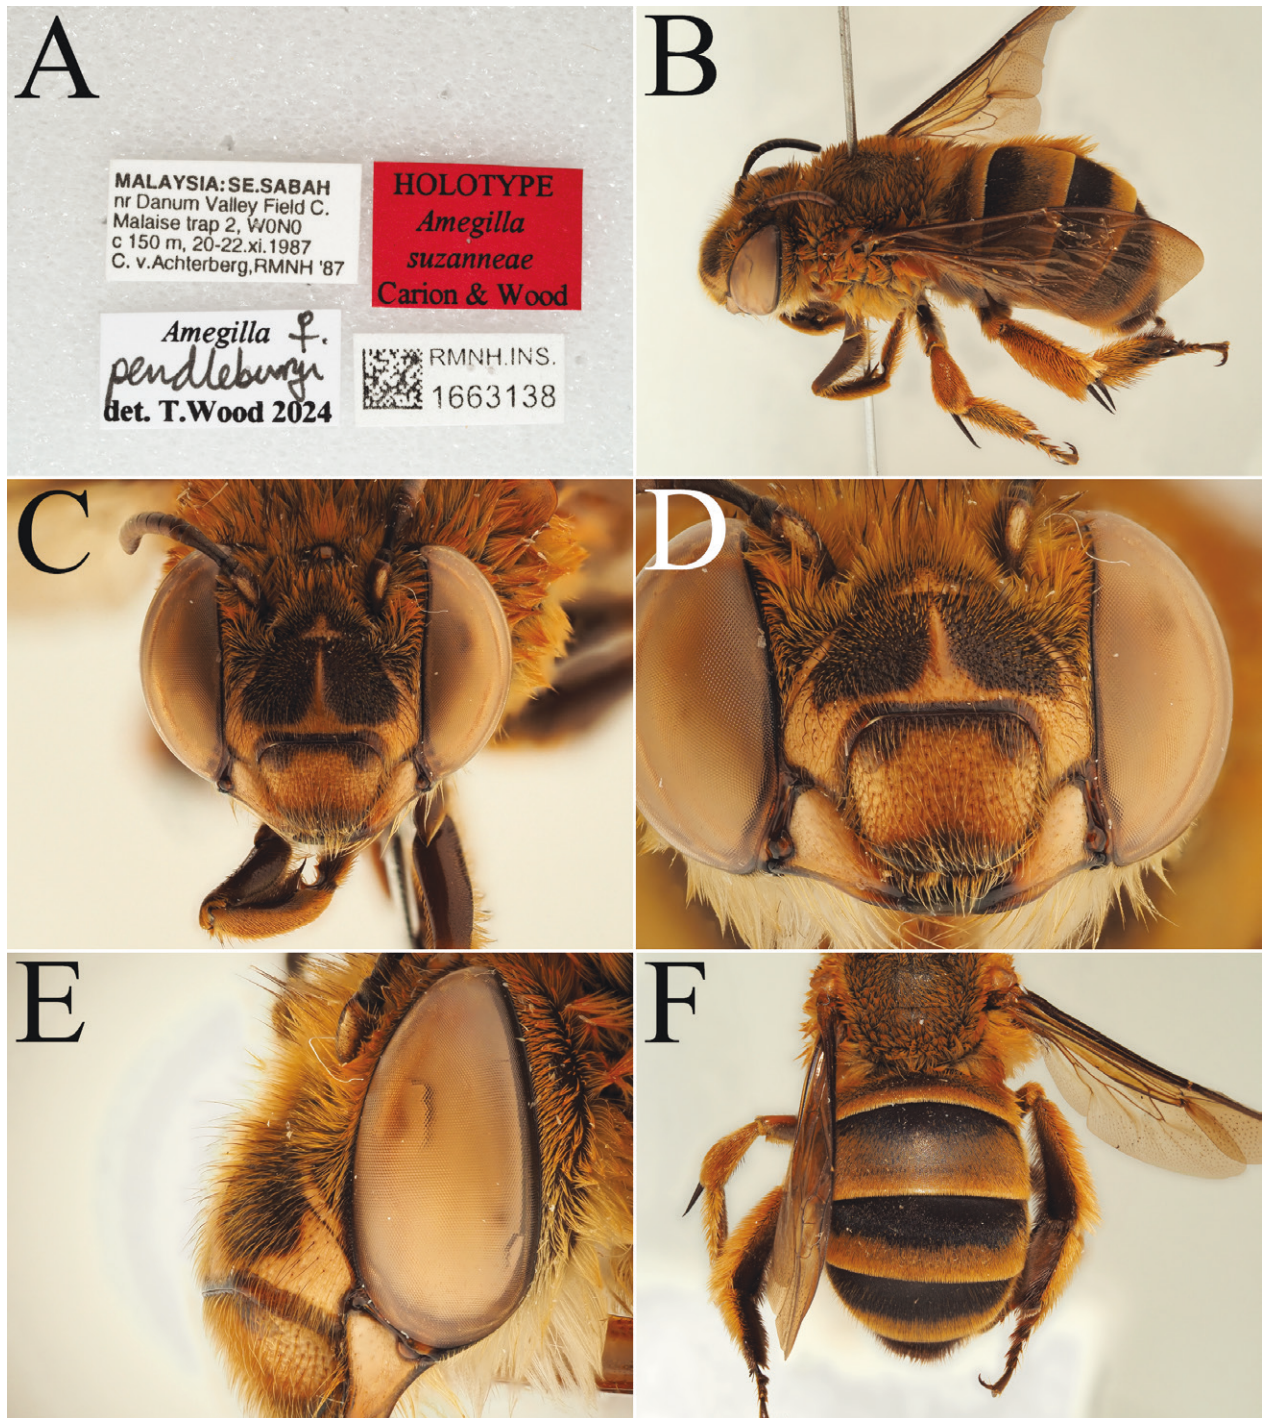 A
MALAYSIA: SE.SABAH
nr Danum Valley Field C.
Malaise trap 2, W0N0
c 150 m, 20-22.xi.1987
C. v.Achterberg,RMNH '87
HOLOTYPE
Amegilla
suzanneae
Carion & Wood
Amegilla ♀.
pendleburyi
det. T.Wood 2024
RMNH.INS.
1663138
B
C
D
E
F